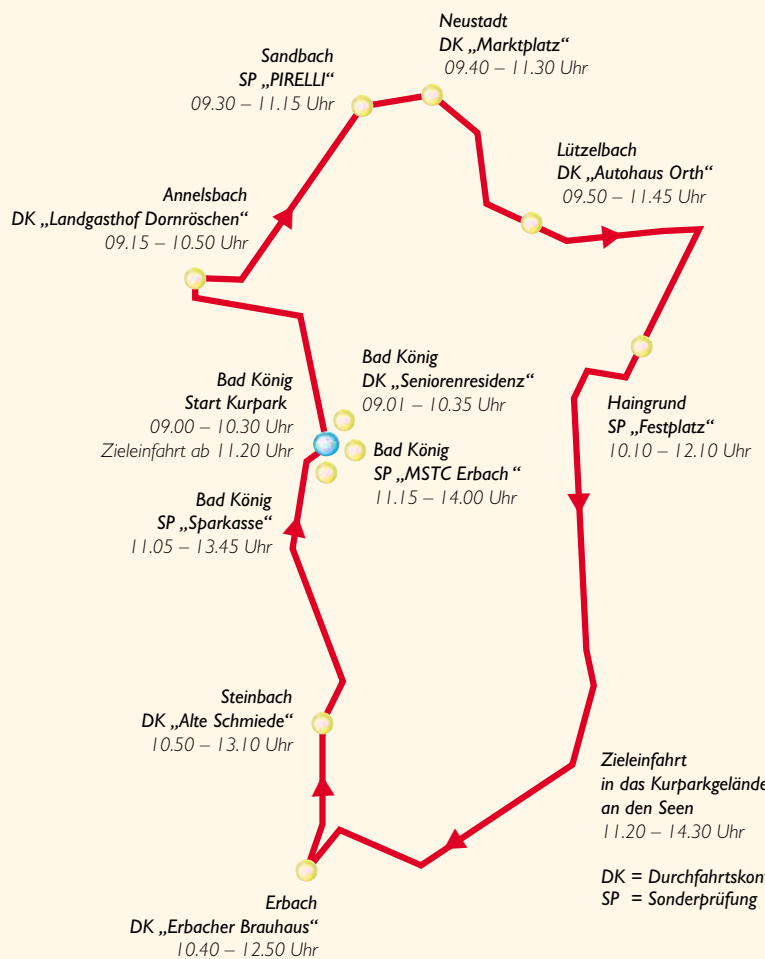 Neustadt
DK „Marktplatz“
09.40 – 11.30 Uhr
Sandbach
SP „PIRELLI“
09.30 – 11.15 Uhr
Lützelbach
DK „Autohaus Orth“
09.50 – 11.45 Uhr
Annelsbach
DK „Landgasthof Dornröschen“
09.15 – 10.50 Uhr
Bad König
Start Kurpark
09.00 – 10.30 Uhr
Zieleinfahrt ab 11.20 Uhr
Bad König
DK „Seniorenresidenz“
09.01 – 10.35 Uhr
Haingrund
SP „Festplatz“
10.10 – 12.10 Uhr
Bad König
SP „MSTC Erbach “
11.15 – 14.00 Uhr
Bad König
SP „Sparkasse“
11.05 – 13.45 Uhr
Steinbach
DK „Alte Schmiede“
10.50 – 13.10 Uhr
Zieleinfahrt
in das Kurparkgelände
an den Seen
11.20 – 14.30 Uhr
DK = Durchfahrtskont
SP = Sonderprüfung
Erbach
DK „Erbacher Brauhaus“
10.40 – 12.50 Uhr